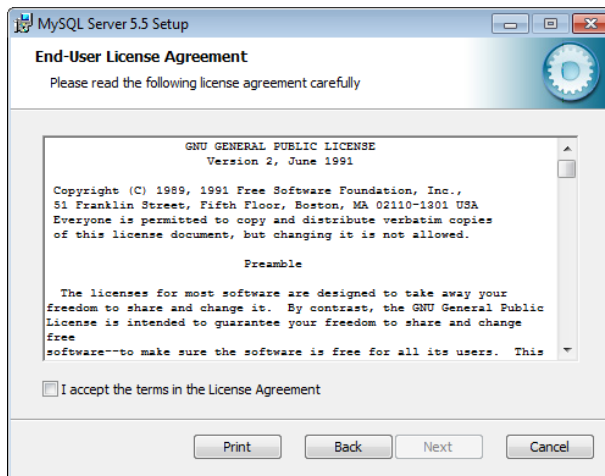 MySQL Server 5.5 Setup
End-User License Agreement
Please read the following license agreement carefully
GNU GENERAL PUBLIC LICENSE
Version 2, June 1991
Copyright (C) 1989, 1991 Free Software Foundation, Inc.,
51 Franklin Street, Fifth Floor, Boston, MA 02110-1301 USA
Everyone is permitted to copy and distribute verbatim copies
of this license document, but changing it is not allowed.
Preamble
The licenses for most software are designed to take away your
freedom to share and change it.  By contrast, the GNU General Public
License is intended to guarantee your freedom to share and change
free
software--to make sure the software is free for all its users.  This
I accept the terms in the License Agreement
Print Back Next Cancel